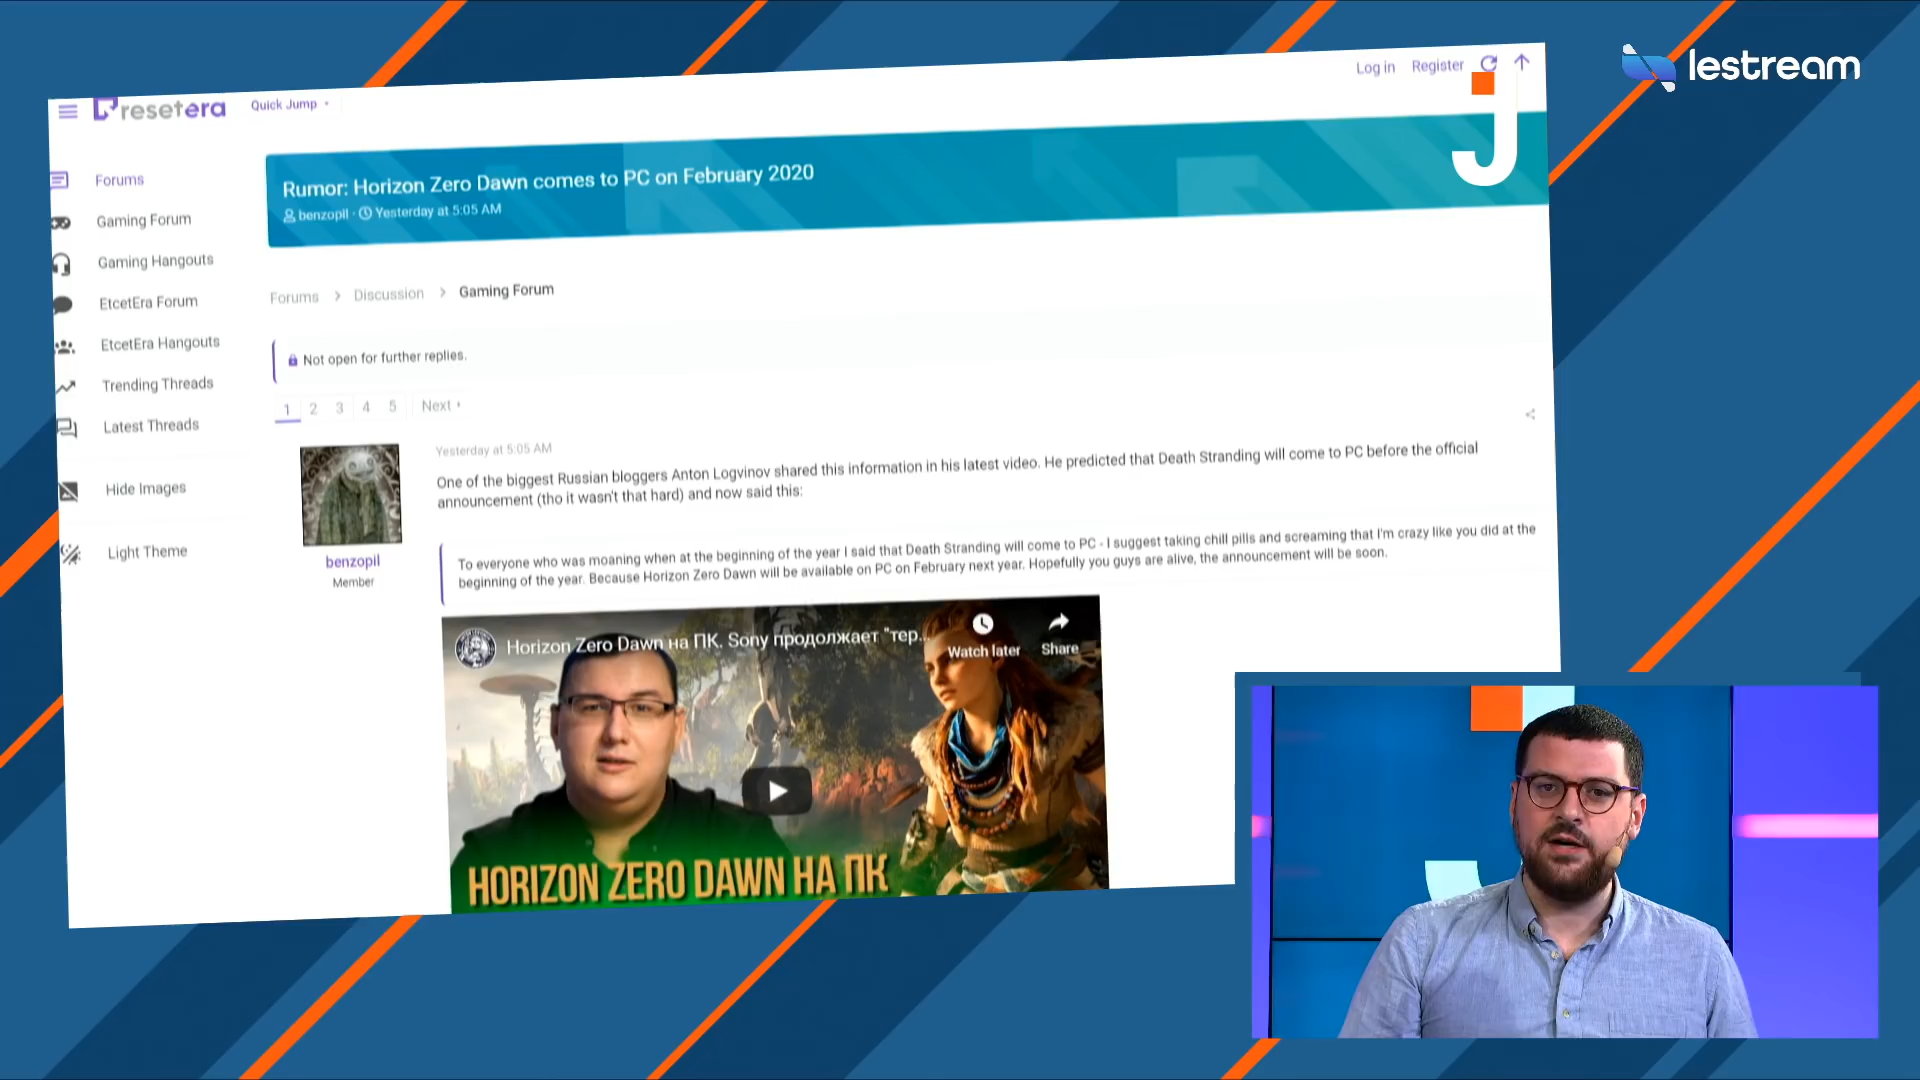 lestream
Log in
Register
resetera
Quick Jump
Forums
Gaming Forum
Gaming Hangouts
EtcetEra Forum
EtcetEra Hangouts
Trending Threads
Latest Threads
Hide Images
Light Theme
Rumor: Horizon Zero Dawn comes to PC on February 2020
benzopil · Yesterday at 5:05 AM
Forums > Discussion > Gaming Forum
Not open for further replies.
1 2 3 4 5 Next
benzopil
Member
Yesterday at 5:05 AM
One of the biggest Russian bloggers Anton Logvinov shared this information in his latest video. He predicted that Death Stranding will come to PC before the official
announcement (tho it wasn't that hard) and now said this:
To everyone who was moaning when at the beginning of the year I said that Death Stranding will come to PC - I suggest taking chill pills and screaming that I'm crazy like you did at the
beginning of the year. Because Horizon Zero Dawn will be available on PC on February next year. Hopefully you guys are alive, the announcement will be soon.
Horizon Zero Dawn на ПК. Sony продолжает "тер...
Watch later
Share
HORIZON ZERO DAWN НА ПК